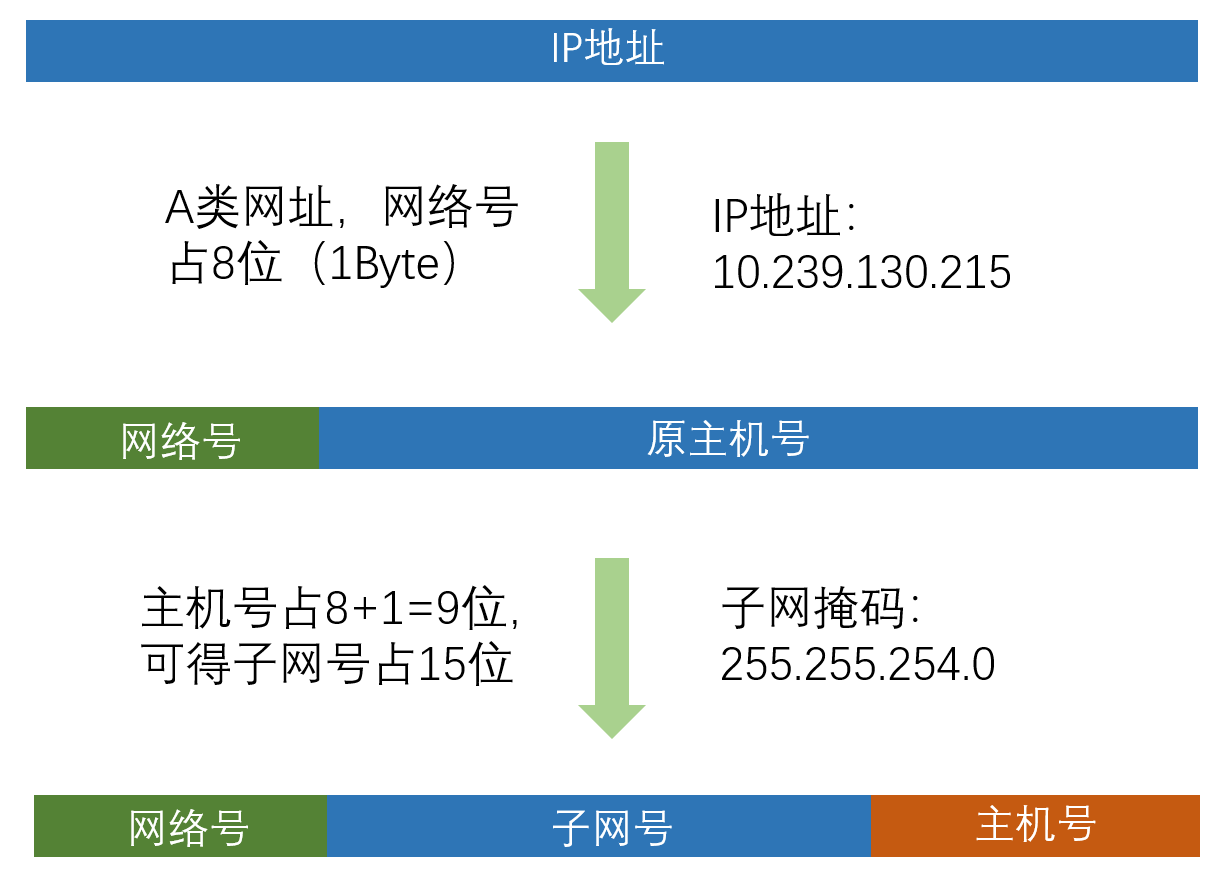 IP地址
A类网址，网络号
占8位（1Byte）
IP地址：
10.239.130.215
网络号
原主机号
主机号占8+1=9位，
可得子网号占15位
子网掩码：
255.255.254.0
网络号
子网号
主机号